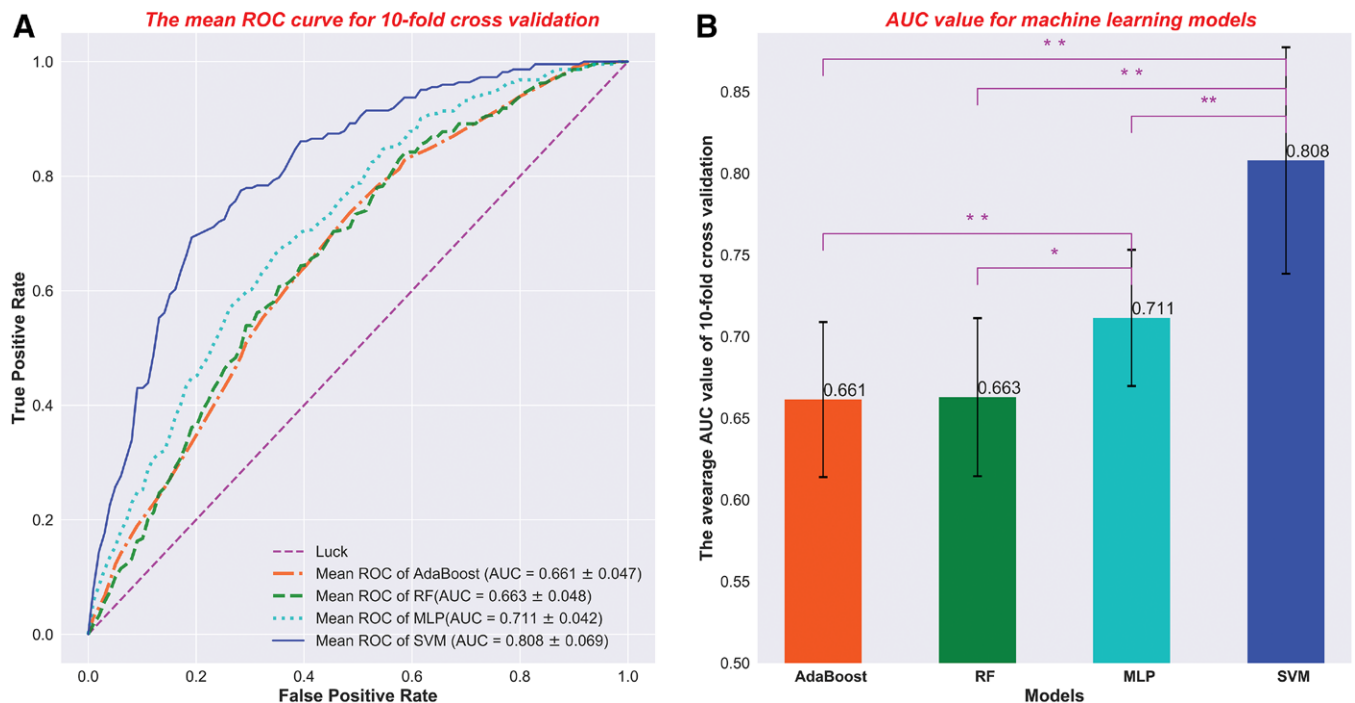 A
The mean ROC curve for 10-fold cross validation
True Positive Rate
1.0
0.8
0.6
0.4
0.2
0.0
Luck
Mean ROC of AdaBoost (AUC = 0.661 ± 0.047)
Mean ROC of RF(AUC = 0.663 ± 0.048)
Mean ROC of MLP(AUC = 0.711 ± 0.042)
Mean ROC of SVM (AUC = 0.808 ± 0.069)
0.0 0.2 0.4 0.6 0.8 1.0
False Positive Rate
B
AUC value for machine learning models
The avearage AUC value of 10-fold cross validation
0.85
0.80
0.75
0.70
0.65
0.60
0.55
0.50
* *
* *
**
* *
*
0.661
0.663
0.711
0.808
AdaBoost RF MLP SVM
Models